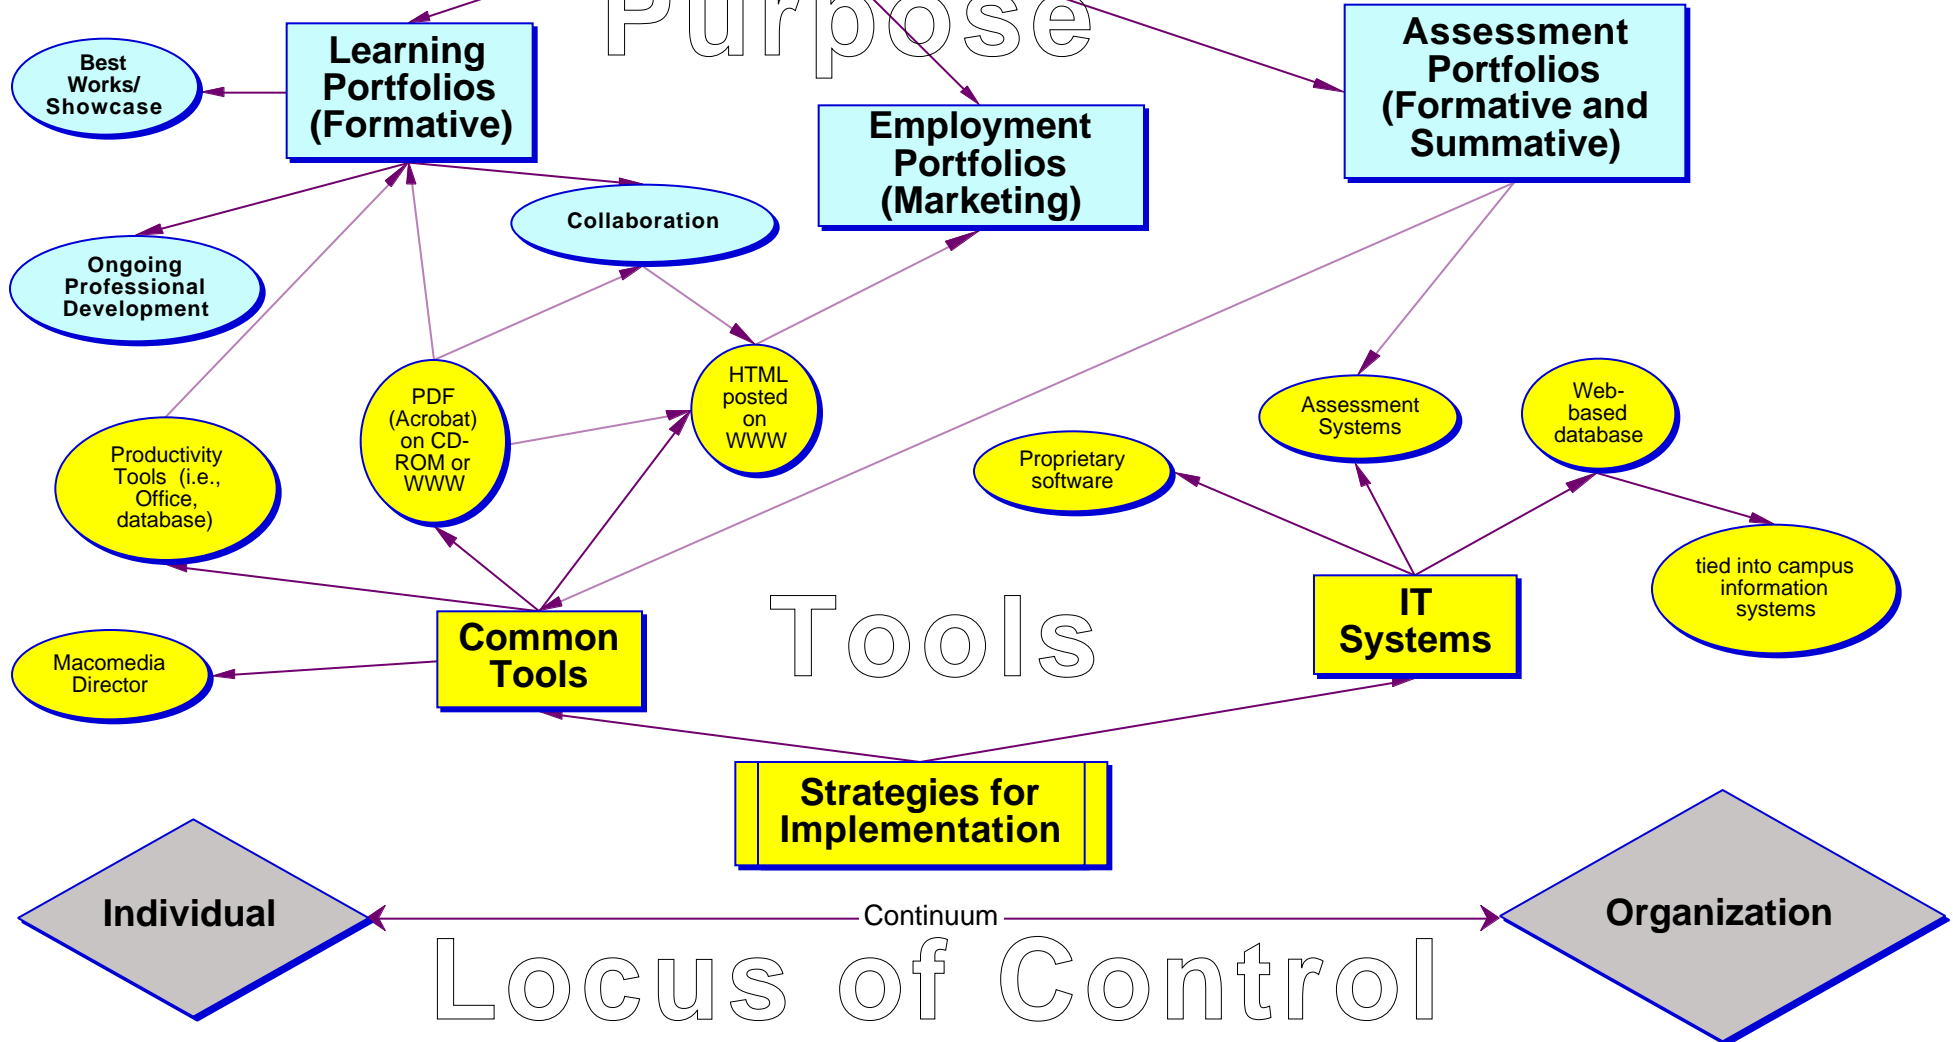 Purpose
Best
Works/
Showcase
Learning
Portfolios
(Formative)
Employment
Portfolios
(Marketing)
Assessment
Portfolios
(Formative and
Summative)
Collaboration
Ongoing
Professional
Development
Productivity
Tools (i.e.,
Office,
database)
PDF
(Acrobat)
on CD-
ROM or
WWW
HTML
posted
on
WWW
Proprietary
software
Assessment
Systems
Web-
based
database
tied into campus
information
systems
Macomedia
Director
Common
Tools
Tools
IT
Systems
Strategies for
Implementation
Individual
Continuum
Organization
Locus of Control